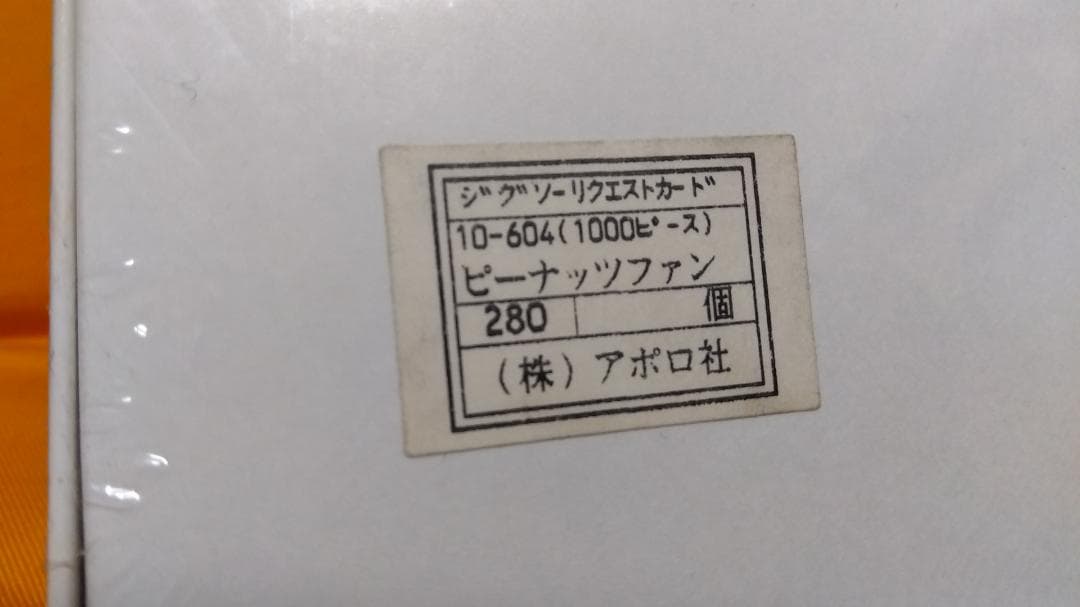 ジグソーリクエストカード
10-604(1000ピース)
ピーナッツファン
280 個
(株)アポロ社